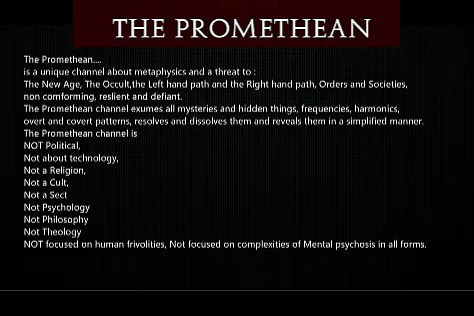 THE PROMETHEAN
The Promethean....
is a unique channel about metaphysics and a threat to :
The New Age, The Occult,the Left hand path and the Right hand path, Orders and Societies,
non comforming, reslient and defiant.
The Promethean channel exumes all mysteries and hidden things, frequencies, harmonics,
overt and covert patterns, resolves and dissolves them and reveals them in a simplified manner.
The Promethean channel is
NOT Political,
Not about technology,
Not a Religion,
Not a Cult,
Not a Sect
Not Psychology
Not Philosophy
Not Theology
NOT focused on human frivolities, Not focused on complexities of Mental psychosis in all forms.